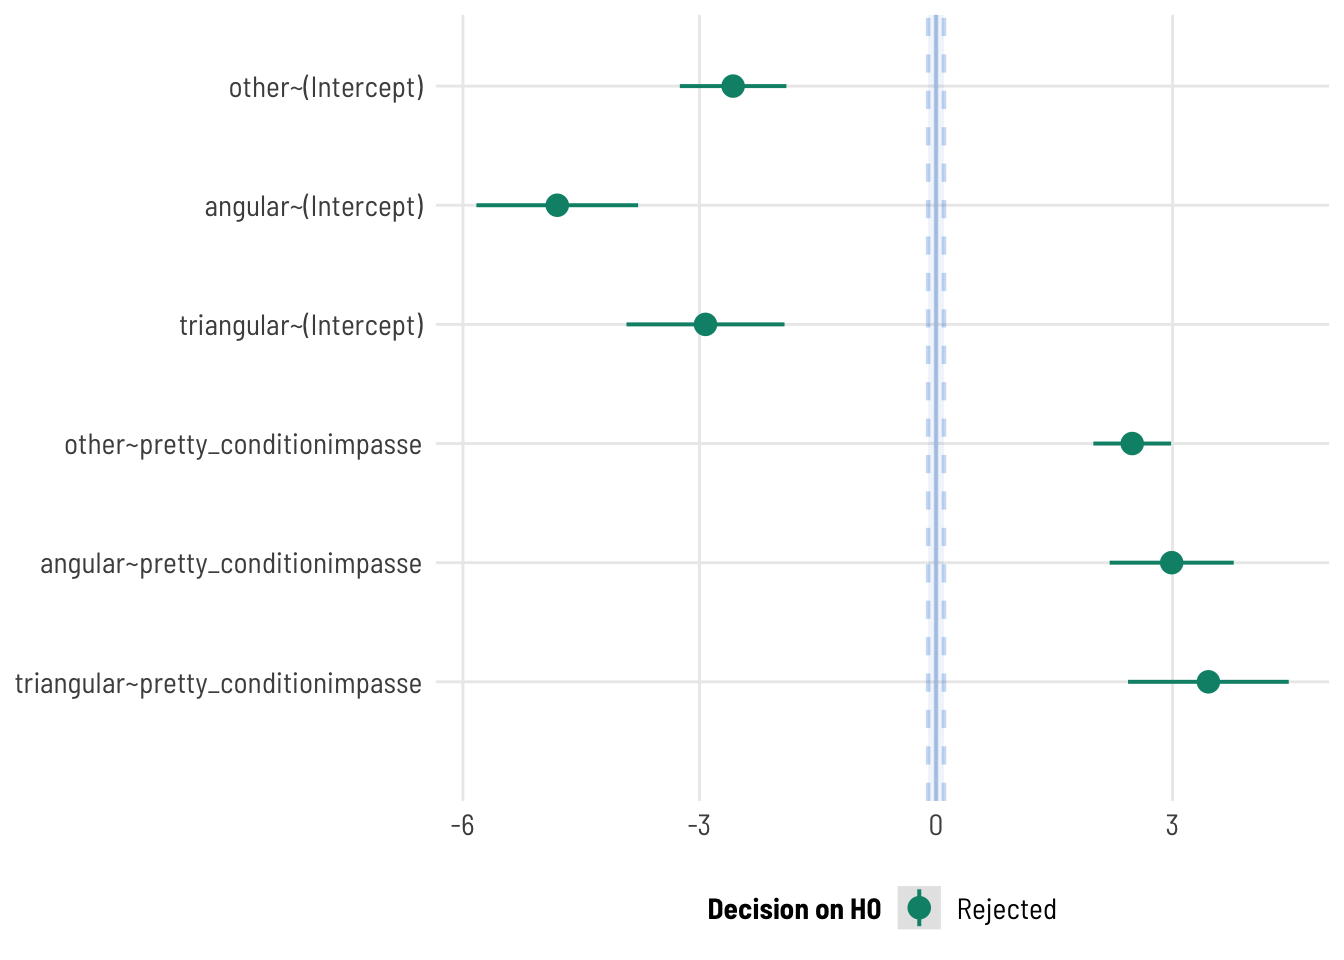 other~(Intercept)
angular~(Intercept)
triangular~(Intercept)
other~pretty_conditionimpasse
angular~pretty_conditionimpasse
triangular~pretty_conditionimpasse
-6 -3 0 3
Decision on H0 Rejected